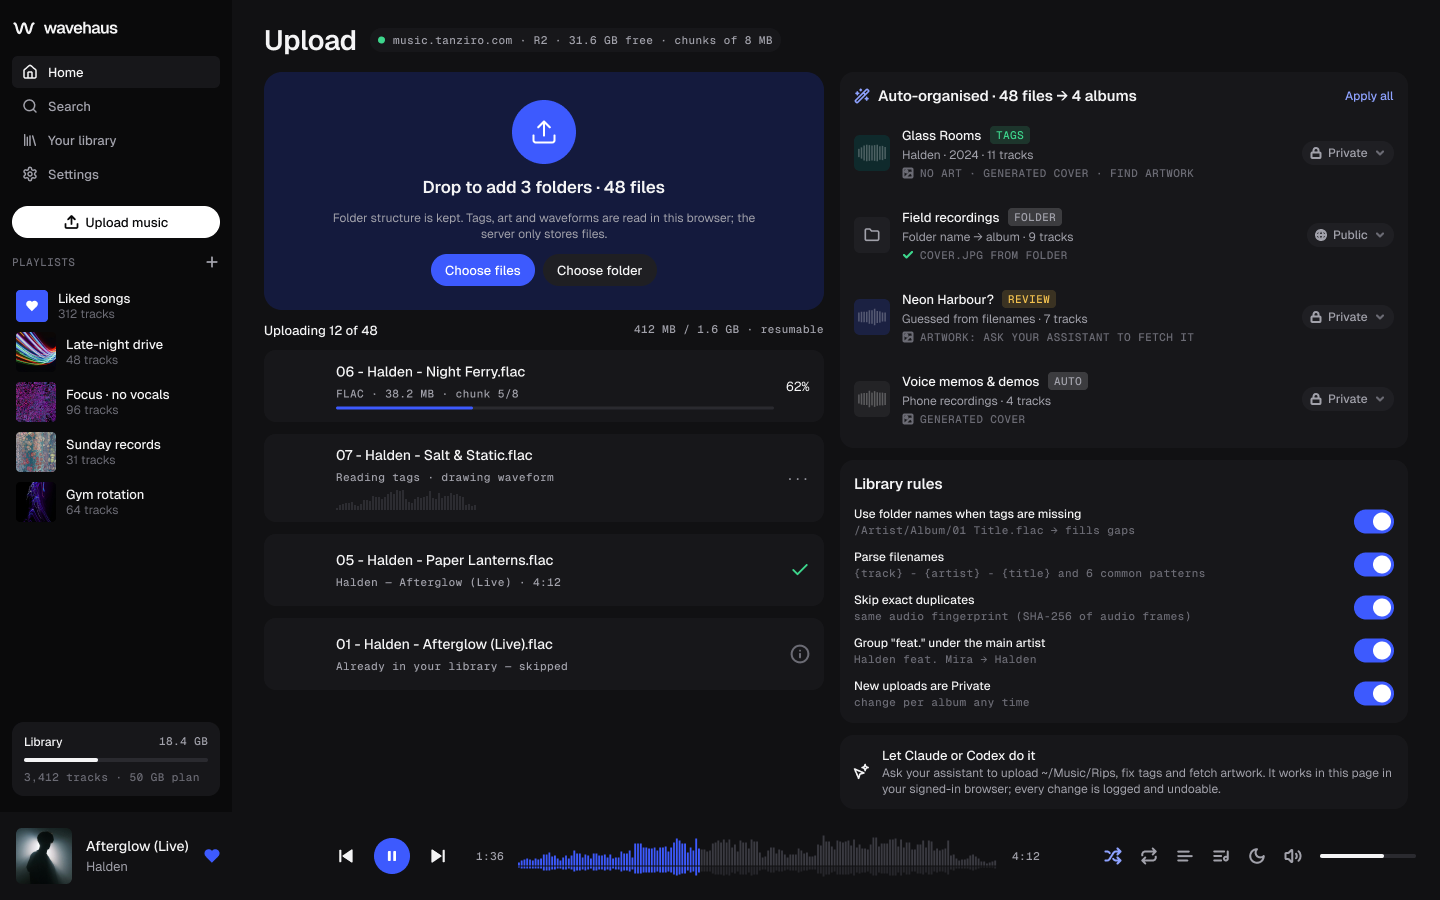 wavehaus
Home
Search
Your library
Settings
Upload music
PLAYLISTS
Liked songs
312 tracks
Late-night drive
48 tracks
Focus · no vocals
96 tracks
Sunday records
31 tracks
Gym rotation
64 tracks
Library 18.4 GB
3,412 tracks · 50 GB plan
Upload
music.tanziro.com · R2 · 31.6 GB free · chunks of 8 MB
Drop to add 3 folders · 48 files
Folder structure is kept. Tags, art and waveforms are read in this browser; the
server only stores files.
Choose files Choose folder
Uploading 12 of 48 412 MB / 1.6 GB · resumable
06 - Halden - Night Ferry.flac
FLAC · 38.2 MB · chunk 5/8
62%
07 - Halden - Salt & Static.flac
Reading tags · drawing waveform
...
05 - Halden - Paper Lanterns.flac
Halden — Afterglow (Live) · 4:12
01 - Halden - Afterglow (Live).flac
Already in your library — skipped
Auto-organised · 48 files → 4 albums Apply all
Glass Rooms TAGS
Halden · 2024 · 11 tracks
NO ART · GENERATED COVER · FIND ARTWORK
Private
Field recordings FOLDER
Folder name → album · 9 tracks
COVER.JPG FROM FOLDER
Public
Neon Harbour? REVIEW
Guessed from filenames · 7 tracks
ARTWORK: ASK YOUR ASSISTANT TO FETCH IT
Private
Voice memos & demos AUTO
Phone recordings · 4 tracks
GENERATED COVER
Private
Library rules
Use folder names when tags are missing
/Artist/Album/01 Title.flac → fills gaps
Parse filenames
{track} - {artist} - {title} and 6 common patterns
Skip exact duplicates
same audio fingerprint (SHA-256 of audio frames)
Group "feat." under the main artist
Halden feat. Mira → Halden
New uploads are Private
change per album any time
Let Claude or Codex do it
Ask your assistant to upload ~/Music/Rips, fix tags and fetch artwork. It works in this page in
your signed-in browser; every change is logged and undoable.
Afterglow (Live)
Halden
1:36
4:12